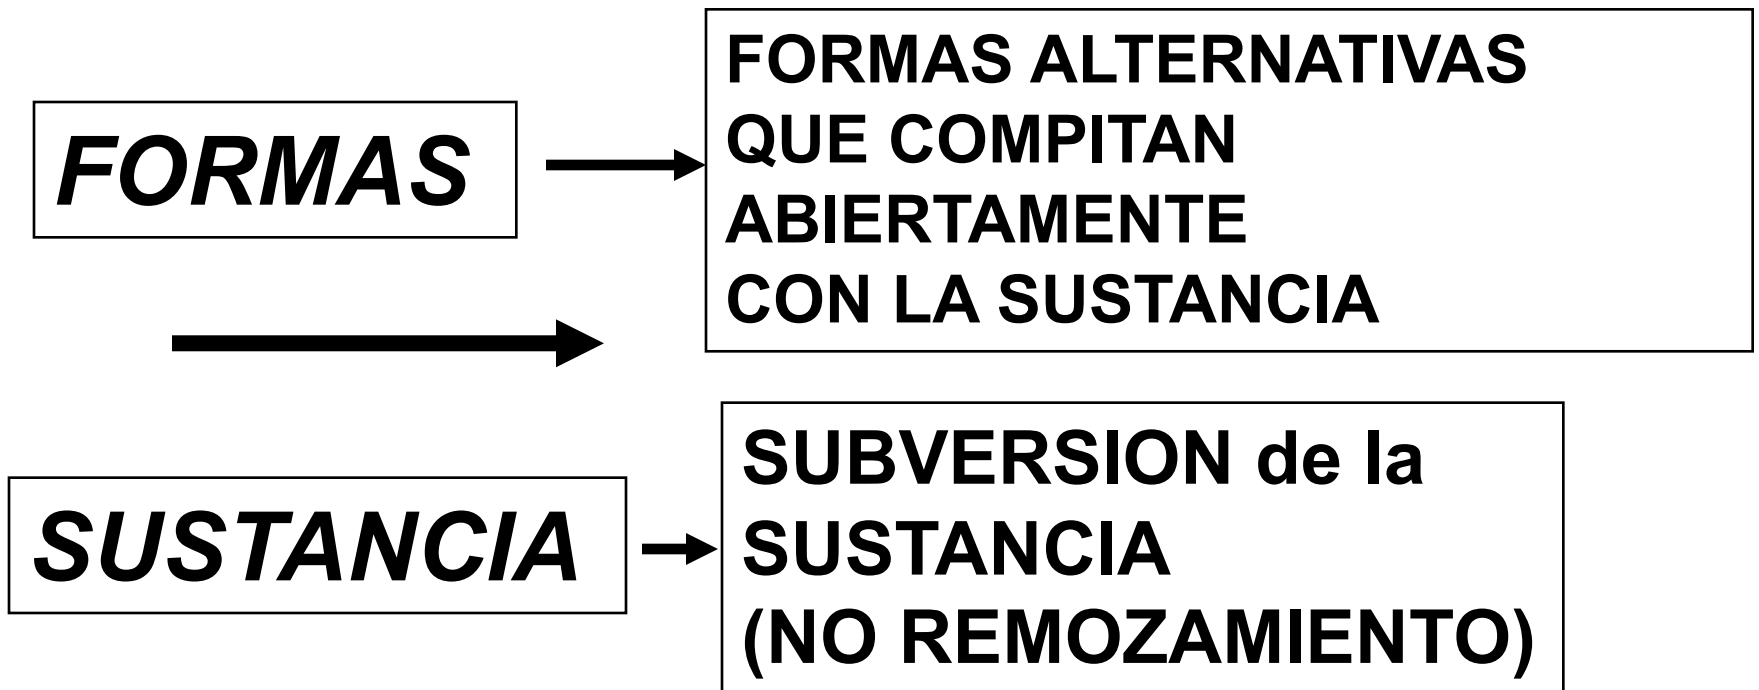 FORMAS
FORMAS ALTERNATIVAS
QUE COMPITAN
ABIERTAMENTE
CON LA SUSTANCIA
SUSTANCIA
SUBVERSION de la
SUSTANCIA
(NO REMOZAMIENTO)